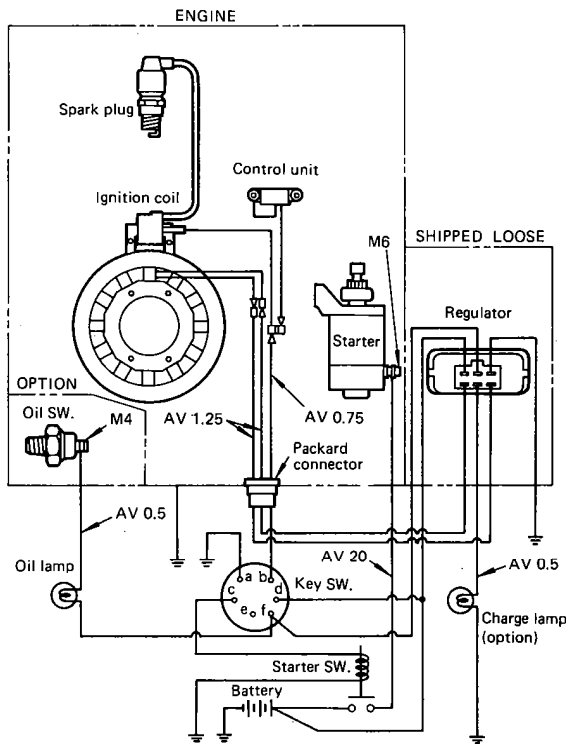 ENGINE
Spark plug
Control unit
Ignition coil
M6
SHIPPED LOOSE
Regulator
Starter
OPTION
Oil SW.
M4
AV 1.25
AV 0.75
Packard
connector
AV 0.5
AV 20
AV 0.5
Oil lamp
a
b
Key SW.
c
d
e
f
Charge lamp
(option)
Starter SW.
Battery